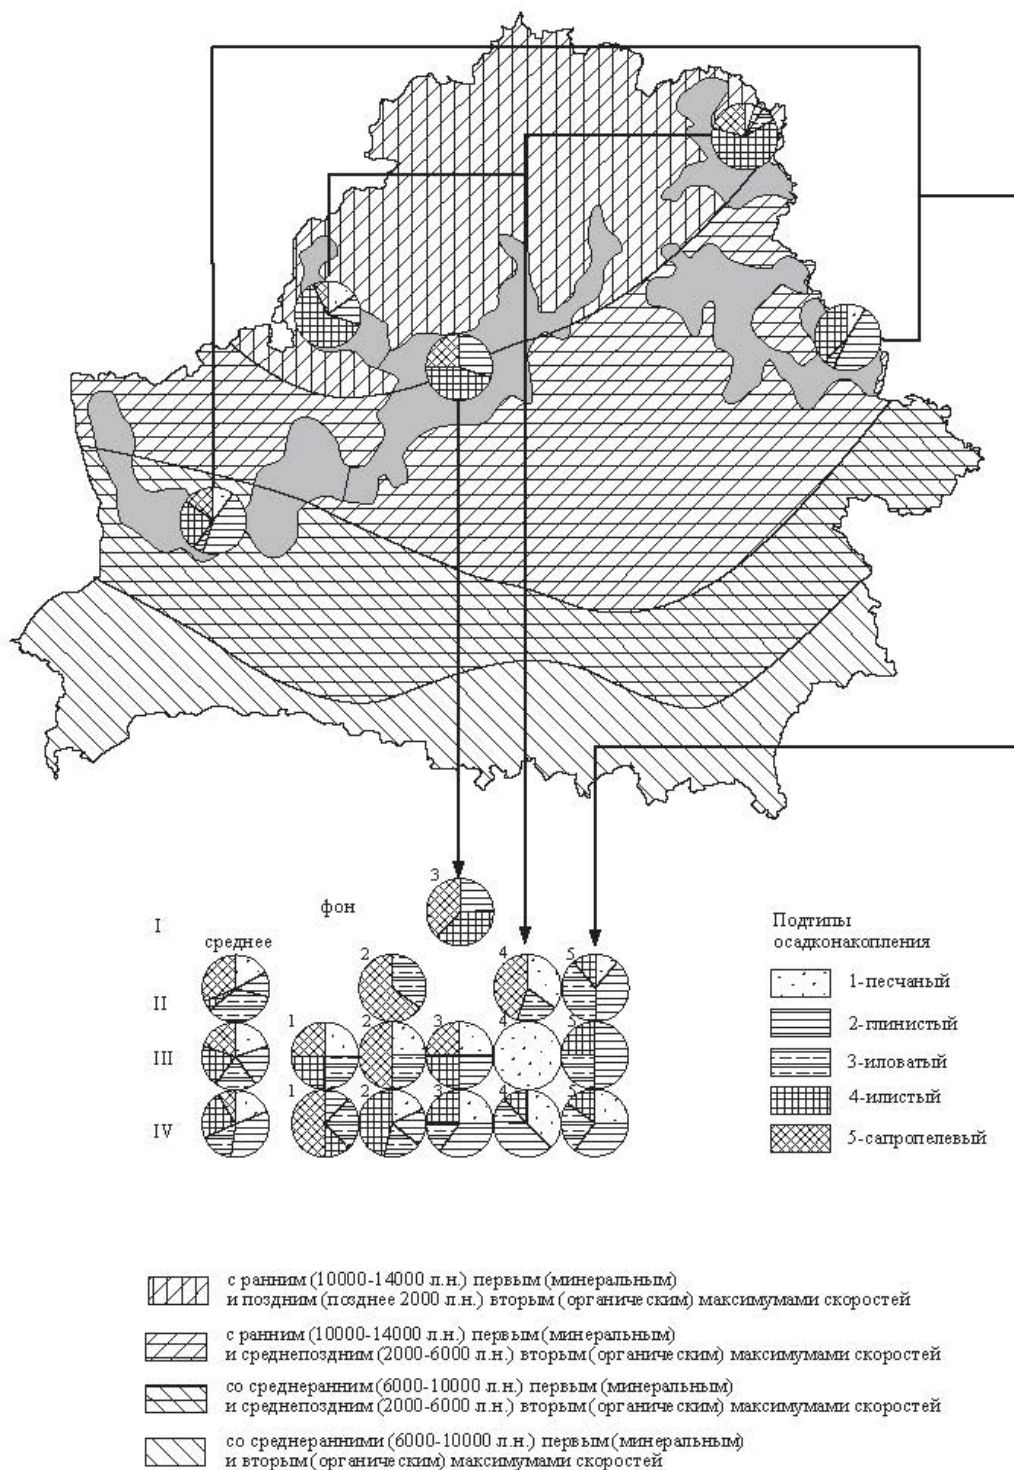 3
фон
I
среднее
2
4
5
II
1
2
3
4
5
III
1
2
3
4
5
IV
Подтипы
осадконакопления
1-песчаный
2-глинистый
3-иловатый
4-илистый
5-сапропелевый
с ранним (10000-14000 л.н.) первым (минеральным)
и поздним (позднее 2000 л.н.) вторым (органическим) максимумами скоростей
с ранним (10000-14000 л.н.) первым (минеральным)
и среднепоздним (2000-6000 л.н.) вторым (органическим) максимумами скоростей
со среднеранним (6000-10000 л.н.) первым (минеральным)
и среднепоздним (2000-6000 л.н.) вторым (органическим) максимумами скоростей
со среднеранними (6000-10000 л.н.) первым (минеральным)
и вторым (органическим) максимумами скоростей